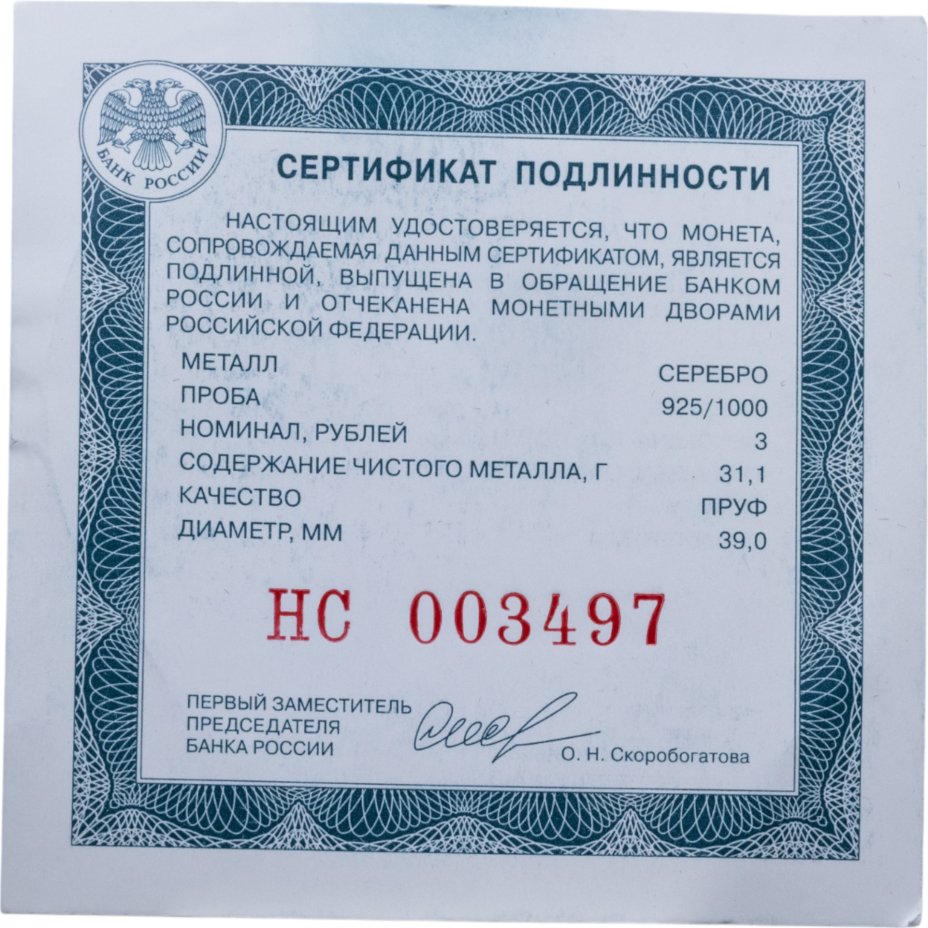 БАНК РОССИИ
СЕРТИФИКАТ ПОДЛИННОСТИ
НАСТОЯЩИМ УДОСТОВЕРЯЕТСЯ, ЧТО МОНЕТА,
СОПРОВОЖДАЕМАЯ ДАННЫМ СЕРТИФИКАТОМ, ЯВЛЯЕТСЯ
ПОДЛИННОЙ, ВЫПУЩЕНА В ОБРАЩЕНИЕ БАНКОМ
РОССИИ И ОТЧЕКАНЕНА МОНЕТНЫМИ ДВОРАМИ
РОССИЙСКОЙ ФЕДЕРАЦИИ.
МЕТАЛЛ СЕРЕБРО
ПРОБА 925/1000
НОМИНАЛ, РУБЛЕЙ 3
СОДЕРЖАНИЕ ЧИСТОГО МЕТАЛЛА, Г 31,1
КАЧЕСТВО ПРУФ
ДИАМЕТР, ММ 39,0
НС 003497
ПЕРВЫЙ ЗАМЕСТИТЕЛЬ
ПРЕДСЕДАТЕЛЯ
БАНКА РОССИИ
О. Н. Скоробогатова